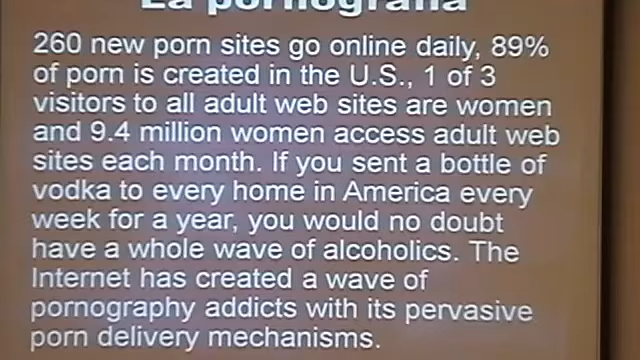 La pornografía
260 new porn sites go online daily, 89%
of porn is created in the U.S., 1 of 3
visitors to all adult web sites are women
and 9.4 million women access adult web
sites each month. If you sent a bottle of
vodka to every home in America every
week for a year, you would no doubt
have a whole wave of alcoholics. The
Internet has created a wave of
pornography addicts with its pervasive
porn delivery mechanisms.